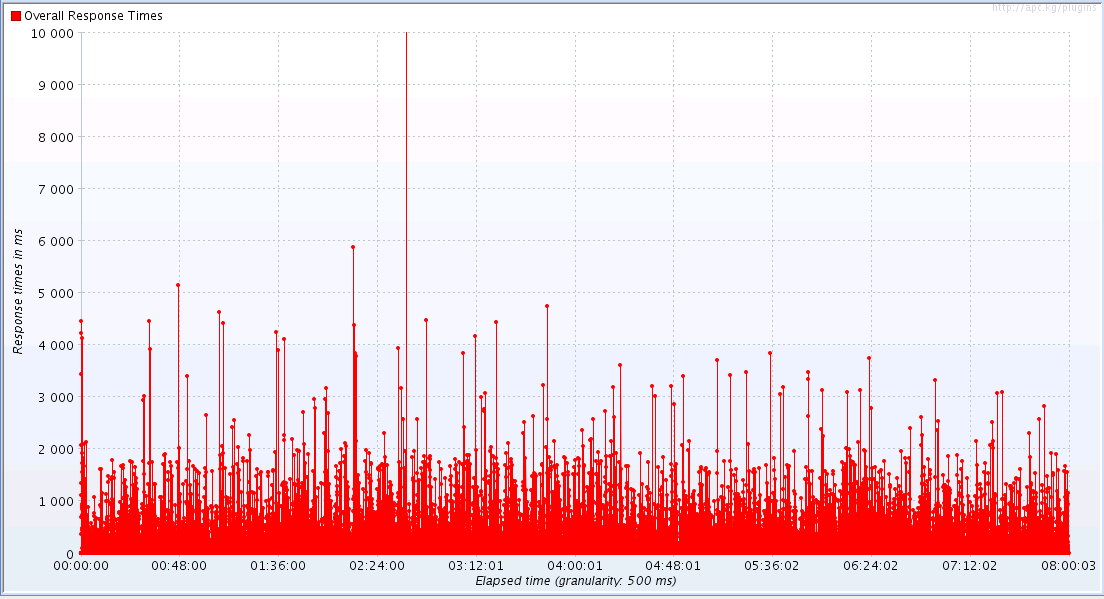 http://apc.kg/plugins
Overall Response Times
10 000
9 000
8 000
7 000
6 000
5 000
4 000
3 000
2 000
1 000
0
Response times in ms
00:00:00 00:48:00 01:36:00 02:24:00 03:12:01 04:00:01 04:48:01 05:36:02 06:24:02 07:12:02 08:00:03
Elapsed time (granularity: 500 ms)